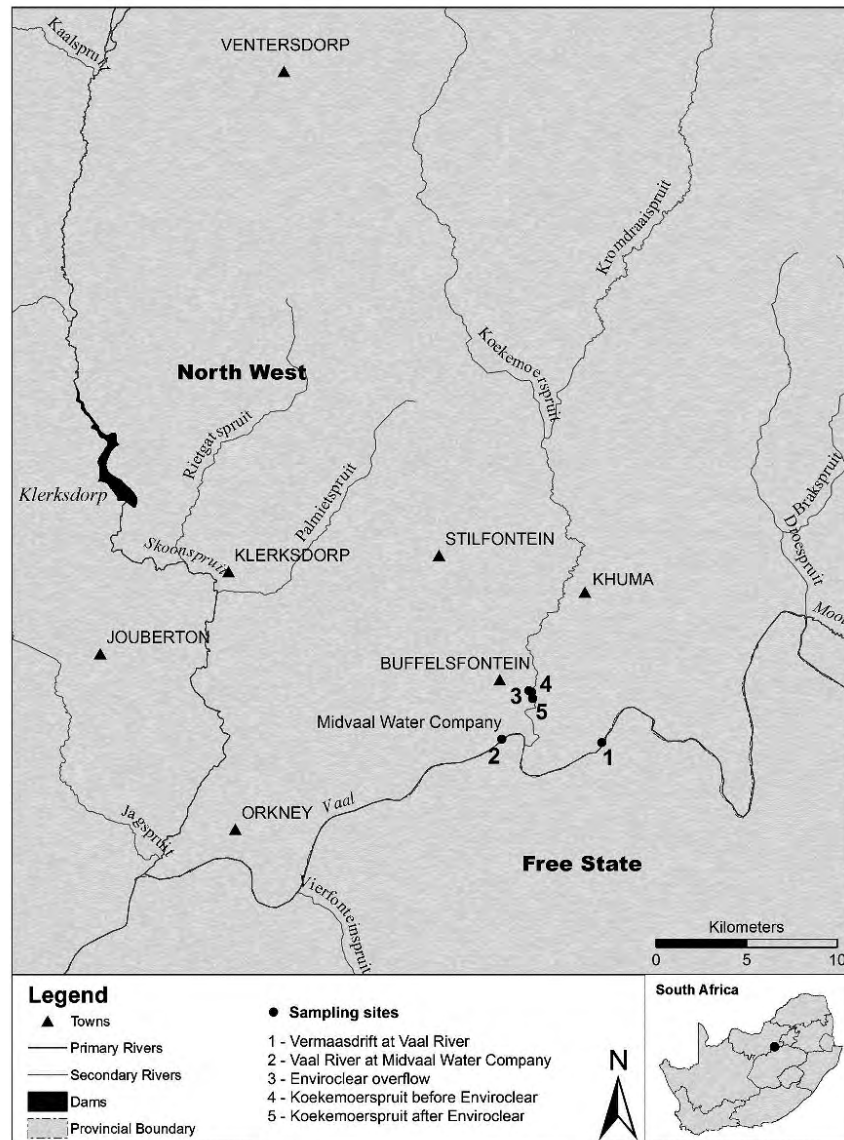 Kaalspruit
VENTERSDORP
Kromdraaispruit
Koekemoerspruit
North West
Rietgatspruit
Palmietspruit
Klerksdorp
Skoonspruit
KLERKSDORP
STILFONTEIN
KHUMA
Brakspruit
Droespruit
Mooi
JOUBERTON
BUFFELSFONTEIN
4
3
5
Midvaal Water Company
2
1
Vaal
ORKNEY
Jagspruit
Free State
Vierfonteinspruit
Kilometers
0 5 10
Legend
Towns
Primary Rivers
Secondary Rivers
Dams
Provincial Boundary
Sampling sites
1 - Vermaasdrift at Vaal River
2 - Vaal River at Midvaal Water Company
3 - Enviroclear overflow
4 - Koekemoerspruit before Enviroclear
5 - Koekemoerspruit after Enviroclear
N
South Africa